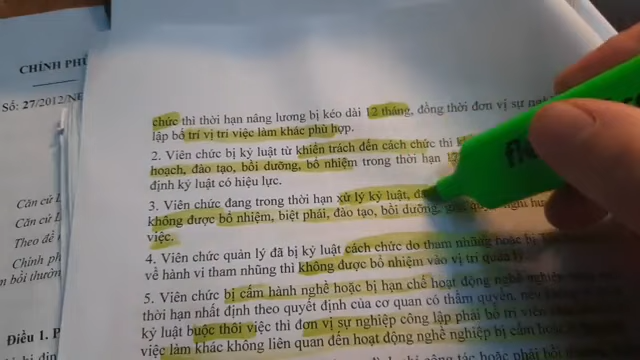 CHÍNH PHỦ
Số: 27/2012/NĐ
Căn cứ L
Căn cứ L
Theo đề
Chính ph
m bồi thườn
Điều 1. P
chức thì thời hạn nâng lương bị kéo dài 12 tháng, đồng thời đơn vị sự
lập bố trí vị trí việc làm khác phù hợp.
2. Viên chức bị kỷ luật từ khiển trách đến cách chức thì
hoạch, đào tạo, bồi dưỡng, bổ nhiệm trong thời hạn
định kỷ luật có hiệu lực.
3. Viên chức đang trong thời hạn xử lý kỷ luật,
không được bổ nhiệm, biệt phái, đào tạo, bồi dưỡng,
việc.
4. Viên chức quản lý đã bị kỷ luật cách chức do tham nhũng hoặc bị
về hành vi tham nhũng thì không được bổ nhiệm vào vị trí quản lý
5. Viên chức bị cấm hành nghề hoặc bị hạn chế hoạt động nghề nghiệp
thời hạn nhất định theo quyết định của cơ quan có thẩm quyền, nếu
kỷ luật buộc thôi việc thì đơn vị sự nghiệp công lập phải bố trí viên
việc làm khác không liên quan đến hoạt động nghề nghiệp bị cấm hoặc